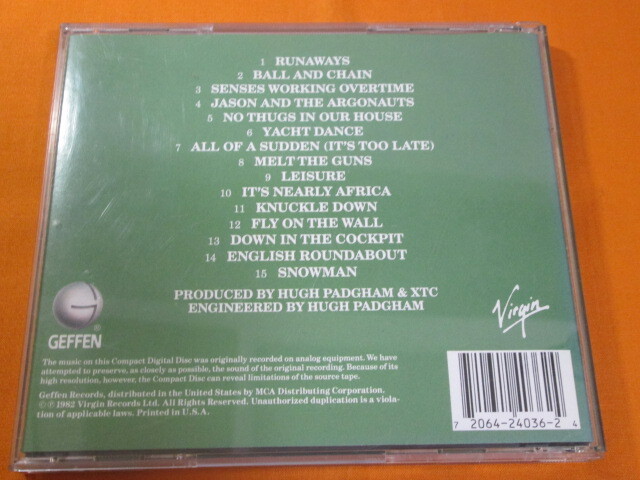 1 RUNAWAYS
2 BALL AND CHAIN
3 SENSES WORKING OVERTIME
4 JASON AND THE ARGONAUTS
5 NO THUGS IN OUR HOUSE
6 YACHT DANCE
7 ALL OF A SUDDEN (IT'S TOO LATE)
8 MELT THE GUNS
9 LEISURE
10 IT'S NEARLY AFRICA
11 KNUCKLE DOWN
12 FLY ON THE WALL
13 DOWN IN THE COCKPIT
14 ENGLISH ROUNDABOUT
15 SNOWMAN
PRODUCED BY HUGH PADGHAM & XTC
ENGINEERED BY HUGH PADGHAM
G
GEFFEN
®
Virgin
The music on this Compact Digital Disc was originally recorded on analog equipment. We have
attempted to preserve, as closely as possible, the sound of the original recording. Because of its
high resolution, however, the Compact Disc can reveal limitations of the source tape.
Geffen Records, distributed in the United States by MCA Distributing Corporation.
©℗1982 Virgin Records Ltd. All Rights Reserved. Unauthorized duplication is a viola-
tion of applicable laws. Printed in U.S.A.
7 2064-24036-2 4